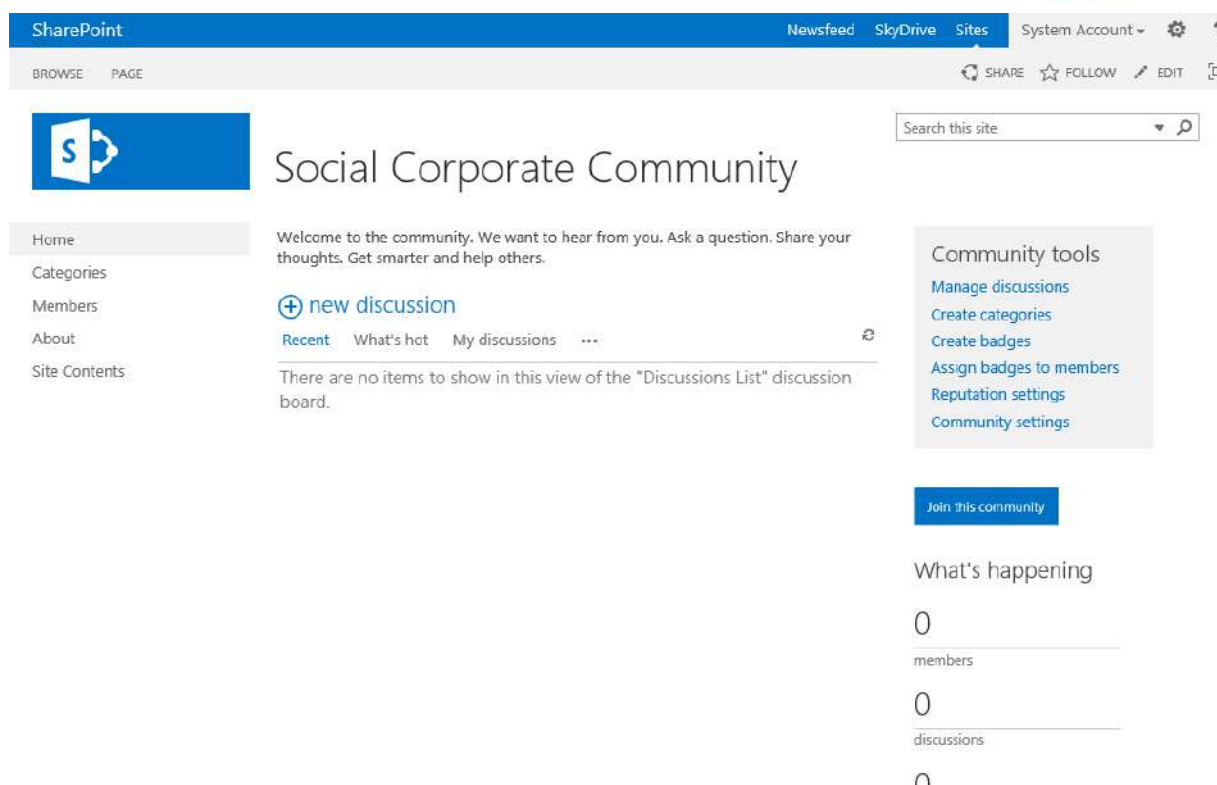 SharePoint
Newsfeed SkyDrive Sites System Account
BROWSE PAGE
SHARE FOLLOW EDIT
S
Search this site
Social Corporate Community
Home
Categories
Members
About
Site Contents
Welcome to the community. We want to hear from you. Ask a question. Share your
thoughts. Get smarter and help others.
new discussion
Recent What's hot My discussions ...
There are no items to show in this view of the "Discussions List" discussion
board.
Community tools
Manage discussions
Create categories
Create badges
Assign badges to members
Reputation settings
Community settings
Join this community
What's happening
0
members
0
discussions